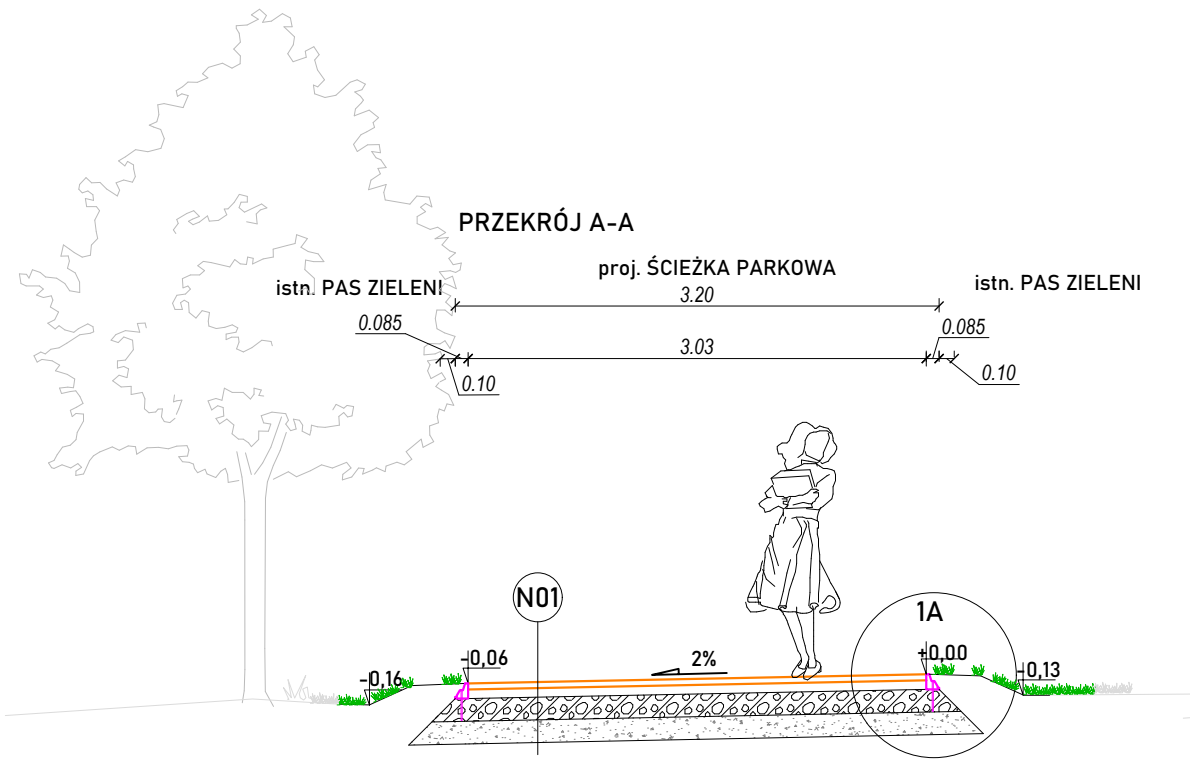 PRZEKRÓJ A-A
proj. ŚCIEŻKA PARKOWA
istn. PAS ZIELENI
istn. PAS ZIELENI
3.20
0.085
0.085
3.03
0.10
0.10
N01
1A
-0,06
2%
±0,00
-0,16
-0,13